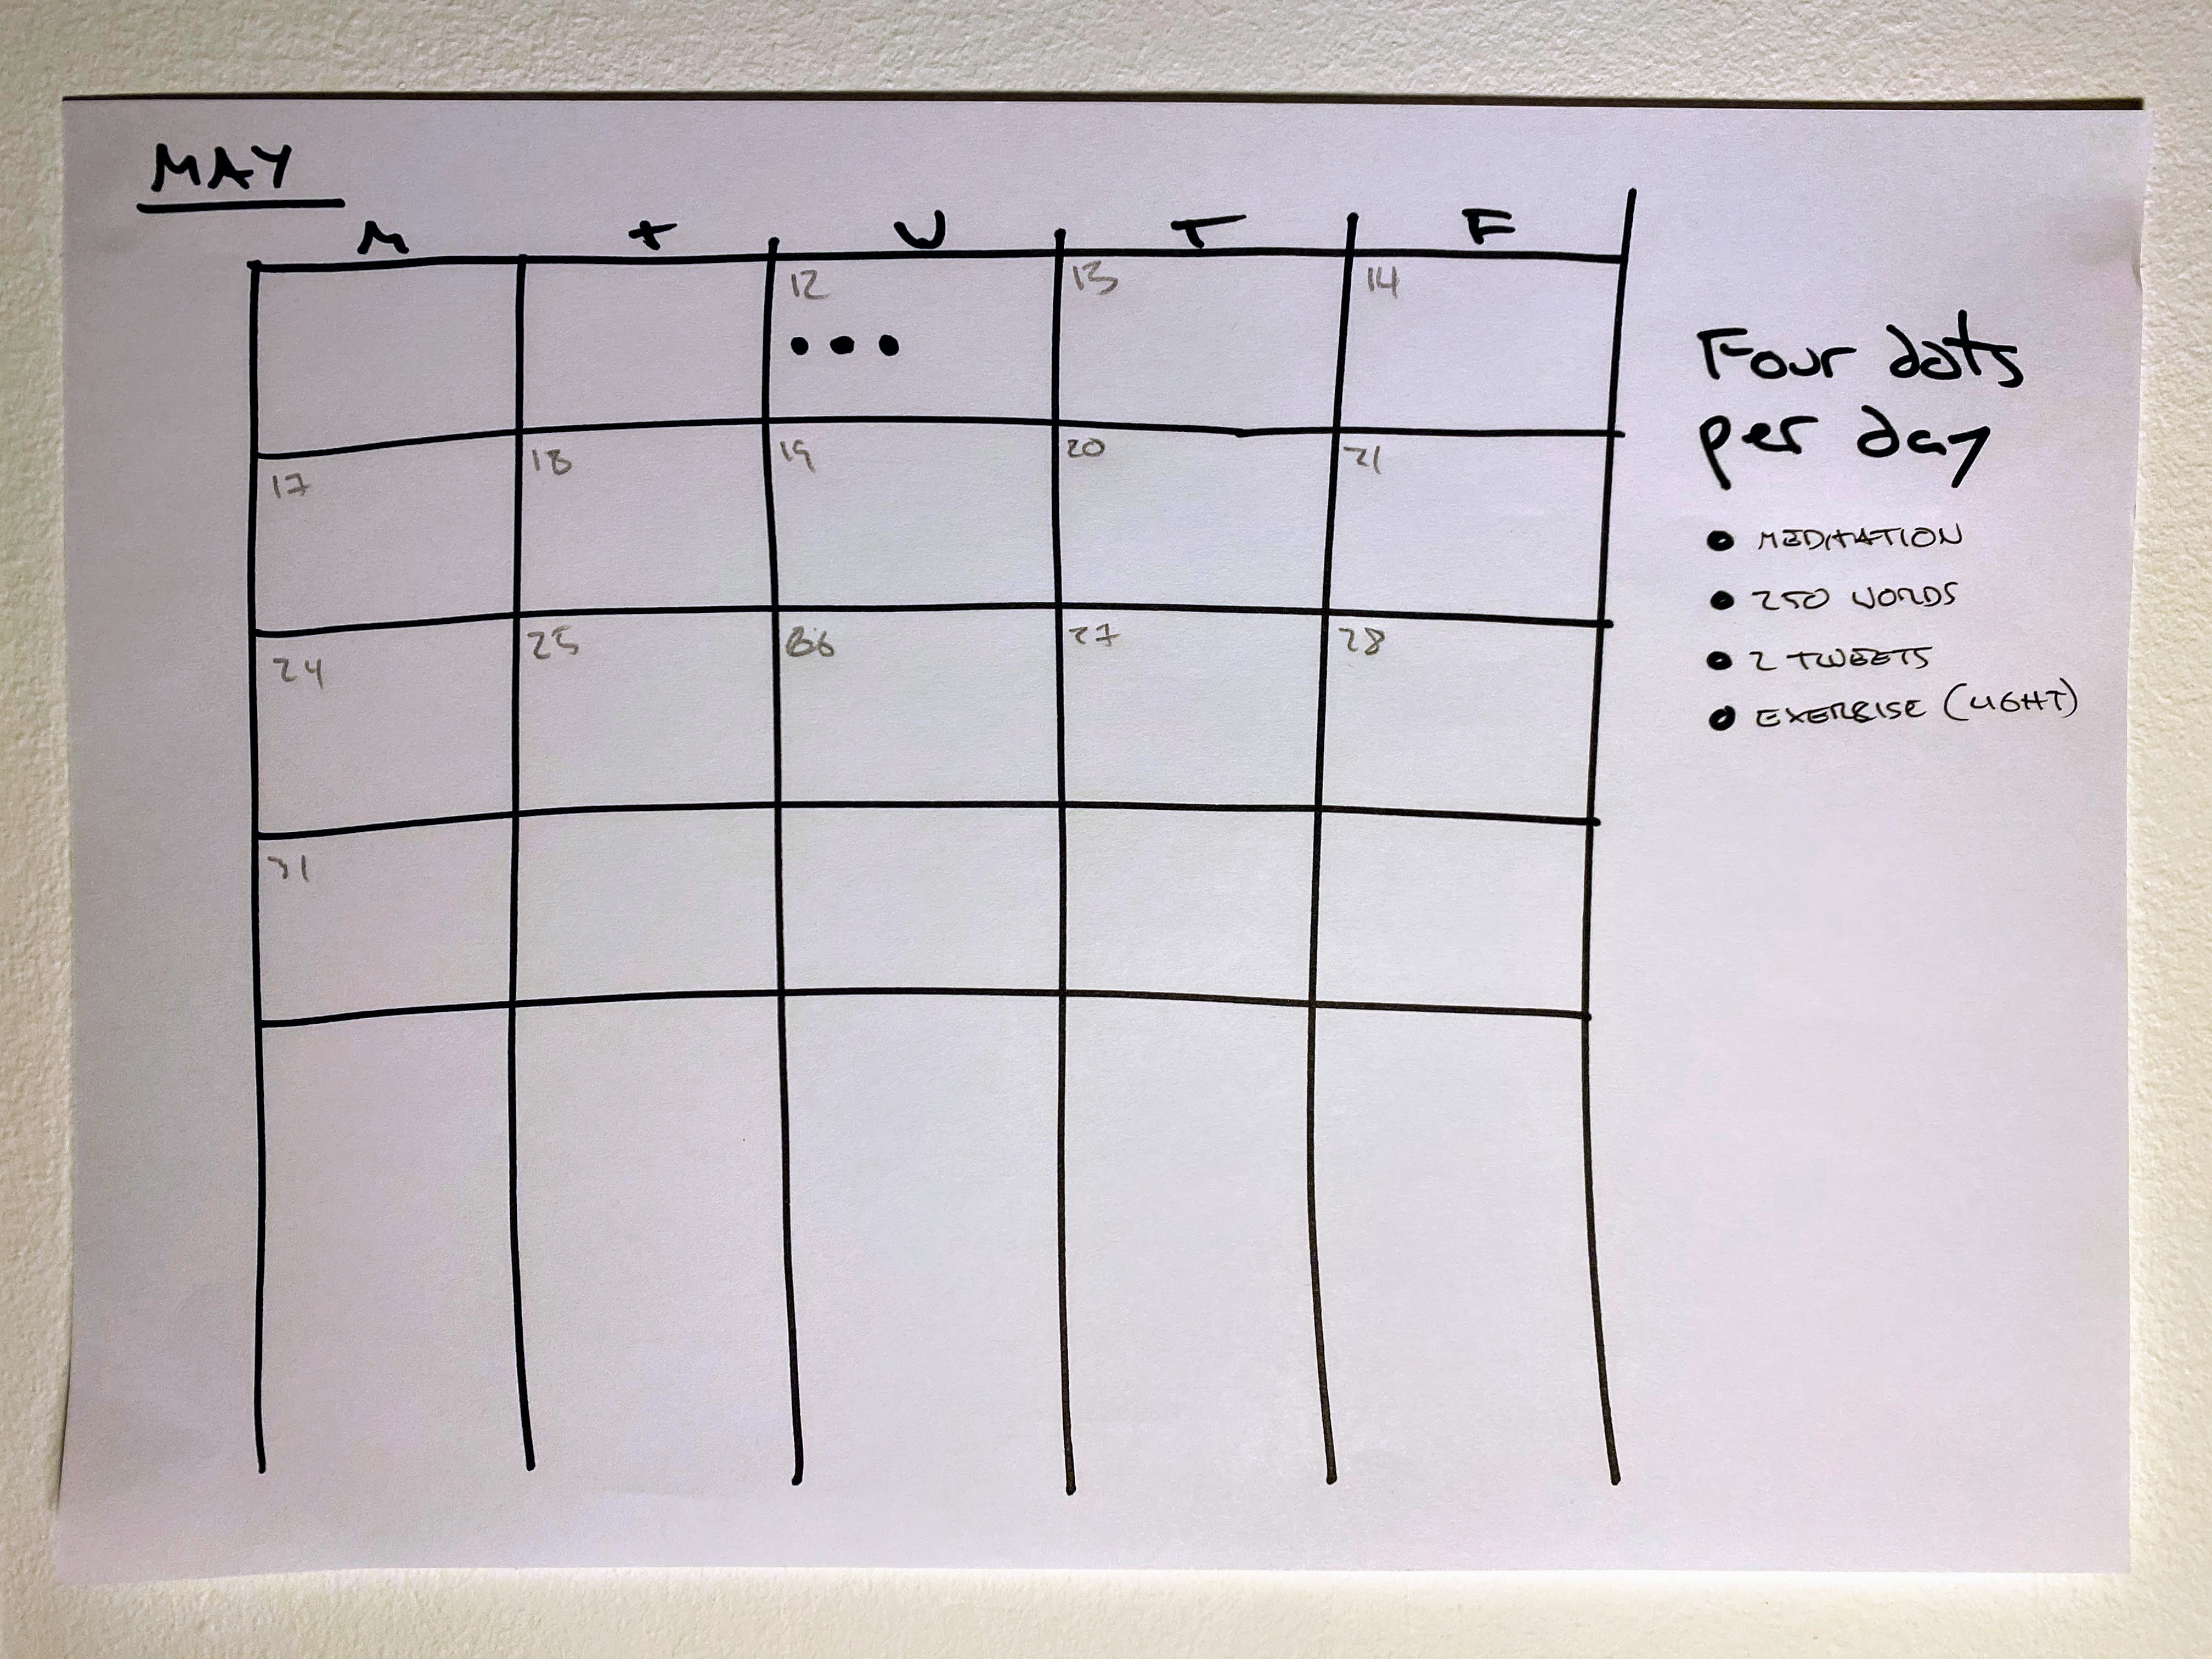 MAY
M T W T F
12 13 14
17 18 19 20 21
24 25 26 27 28
31
Four dots
per day
MEDITATION
250 WORDS
2 TWEETS
EXERCISE (LIGHT)